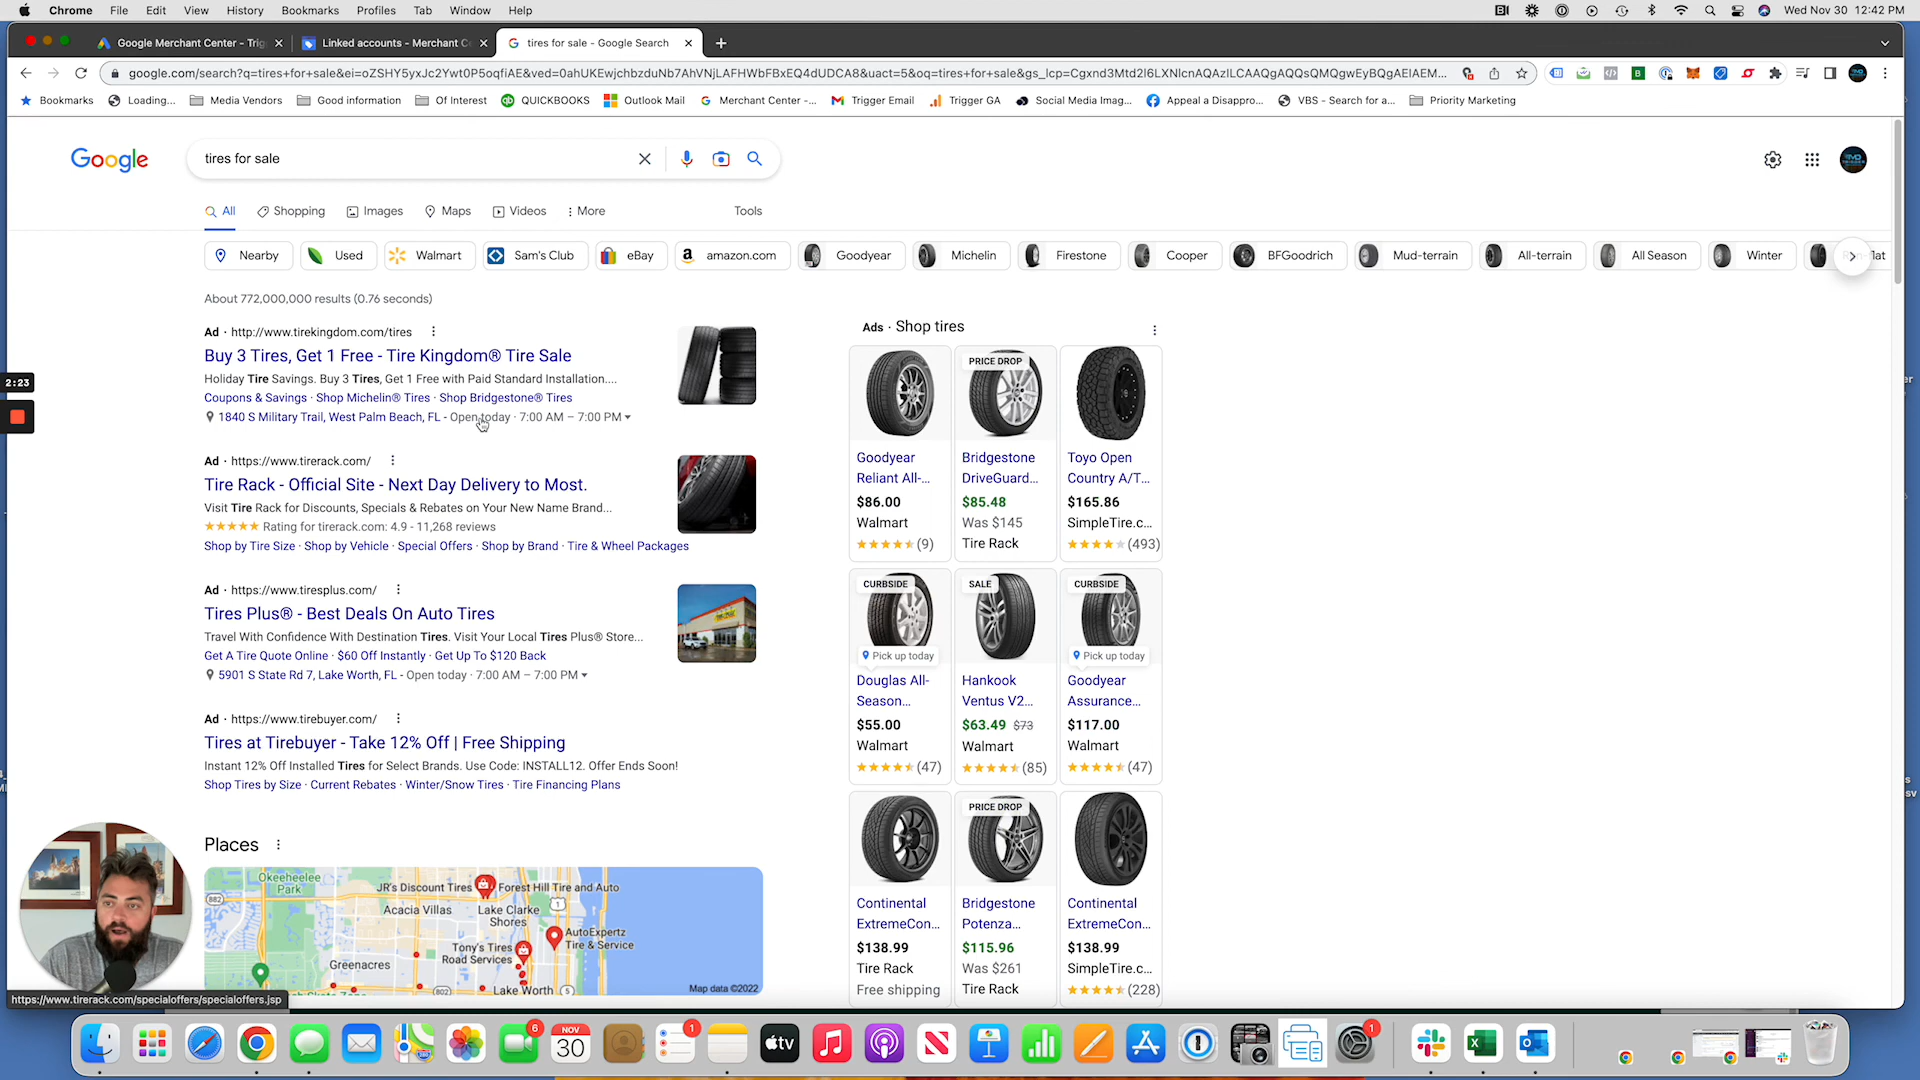 Chrome File Edit View History Bookmarks Profiles Tab Window Help
Wed Nov 30 12:42 PM
Google Merchant Center - Trig
Linked accounts - Merchant C
tires for sale - Google Search
google.com/search?q=tires+for+sale&ei=oZSHY5yxJc2Ywt0P5oqfiAE&ved=0ahUKEwjchbzduNb7AhVNjLAFHWbFBxEQ4dUDCA8&uact=5&oq=tires+for+sale&gs_lcp=Cgxnd3Mtd2l6LXNlcnAQAzILCAAQgAQQsQMQgwEyBQgAEIAEM...
Bookmarks Loading... Media Vendors Good information Of Interest QUICKBOOKS Outlook Mail Merchant Center -... Trigger Email Trigger GA Social Media Imag... Appeal a Disappro... VBS - Search for a... Priority Marketing
Google
tires for sale
All Shopping Images Maps Videos More Tools
Nearby Used Walmart Sam's Club eBay amazon.com Goodyear Michelin Firestone Cooper BFGoodrich Mud-terrain All-terrain All Season Winter
About 772,000,000 results (0.76 seconds)
Ad · http://www.tirekingdom.com/tires
Buy 3 Tires, Get 1 Free - Tire Kingdom® Tire Sale
Holiday Tire Savings. Buy 3 Tires, Get 1 Free with Paid Standard Installation....
Coupons & Savings · Shop Michelin® Tires · Shop Bridgestone® Tires
1840 S Military Trail, West Palm Beach, FL - Open today · 7:00 AM – 7:00 PM
2:23
Ad · https://www.tirerack.com/
Tire Rack - Official Site - Next Day Delivery to Most.
Visit Tire Rack for Discounts, Specials & Rebates on Your New Name Brand...
Rating for tirerack.com: 4.9 - 11,268 reviews
Shop by Tire Size · Shop by Vehicle · Special Offers · Shop by Brand · Tire & Wheel Packages
Ad · https://www.tiresplus.com/
Tires Plus® - Best Deals On Auto Tires
Travel With Confidence With Destination Tires. Visit Your Local Tires Plus® Store...
Get A Tire Quote Online · $60 Off Instantly · Get Up To $120 Back
5901 S State Rd 7, Lake Worth, FL - Open today · 7:00 AM – 7:00 PM
Ad · https://www.tirebuyer.com/
Tires at Tirebuyer - Take 12% Off | Free Shipping
Instant 12% Off Installed Tires for Select Brands. Use Code: INSTALL12. Offer Ends Soon!
Shop Tires by Size · Current Rebates · Winter/Snow Tires · Tire Financing Plans
Places
Okeeheelee
Park
882
JR's Discount Tires
Forest Hill Tire and Auto
Acacia Villas
Lake Clarke
Shores
1
Tony's Tires
Road Services
AutoExpertz
Tire & Service
Greenacres
802
Lake Worth
5
Map data ©2022
Ads · Shop tires
Goodyear
Reliant All-...
$86.00
Walmart
(9)
PRICE DROP
Bridgestone
DriveGuard...
$85.48
Was $145
Tire Rack
Toyo Open
Country A/T...
$165.86
SimpleTire.c...
(493)
CURBSIDE
Pick up today
Douglas All-
Season...
$55.00
Walmart
(47)
SALE
Hankook
Ventus V2...
$63.49 $73
Walmart
(85)
CURBSIDE
Pick up today
Goodyear
Assurance...
$117.00
Walmart
(47)
Continental
ExtremeCon...
$138.99
Tire Rack
Free shipping
PRICE DROP
Bridgestone
Potenza...
$115.96
Was $261
Tire Rack
Continental
ExtremeCon...
$138.99
SimpleTire.c...
(228)
https://www.tirerack.com/specialoffers/specialoffers.jsp
6
NOV
30
1
tv
1